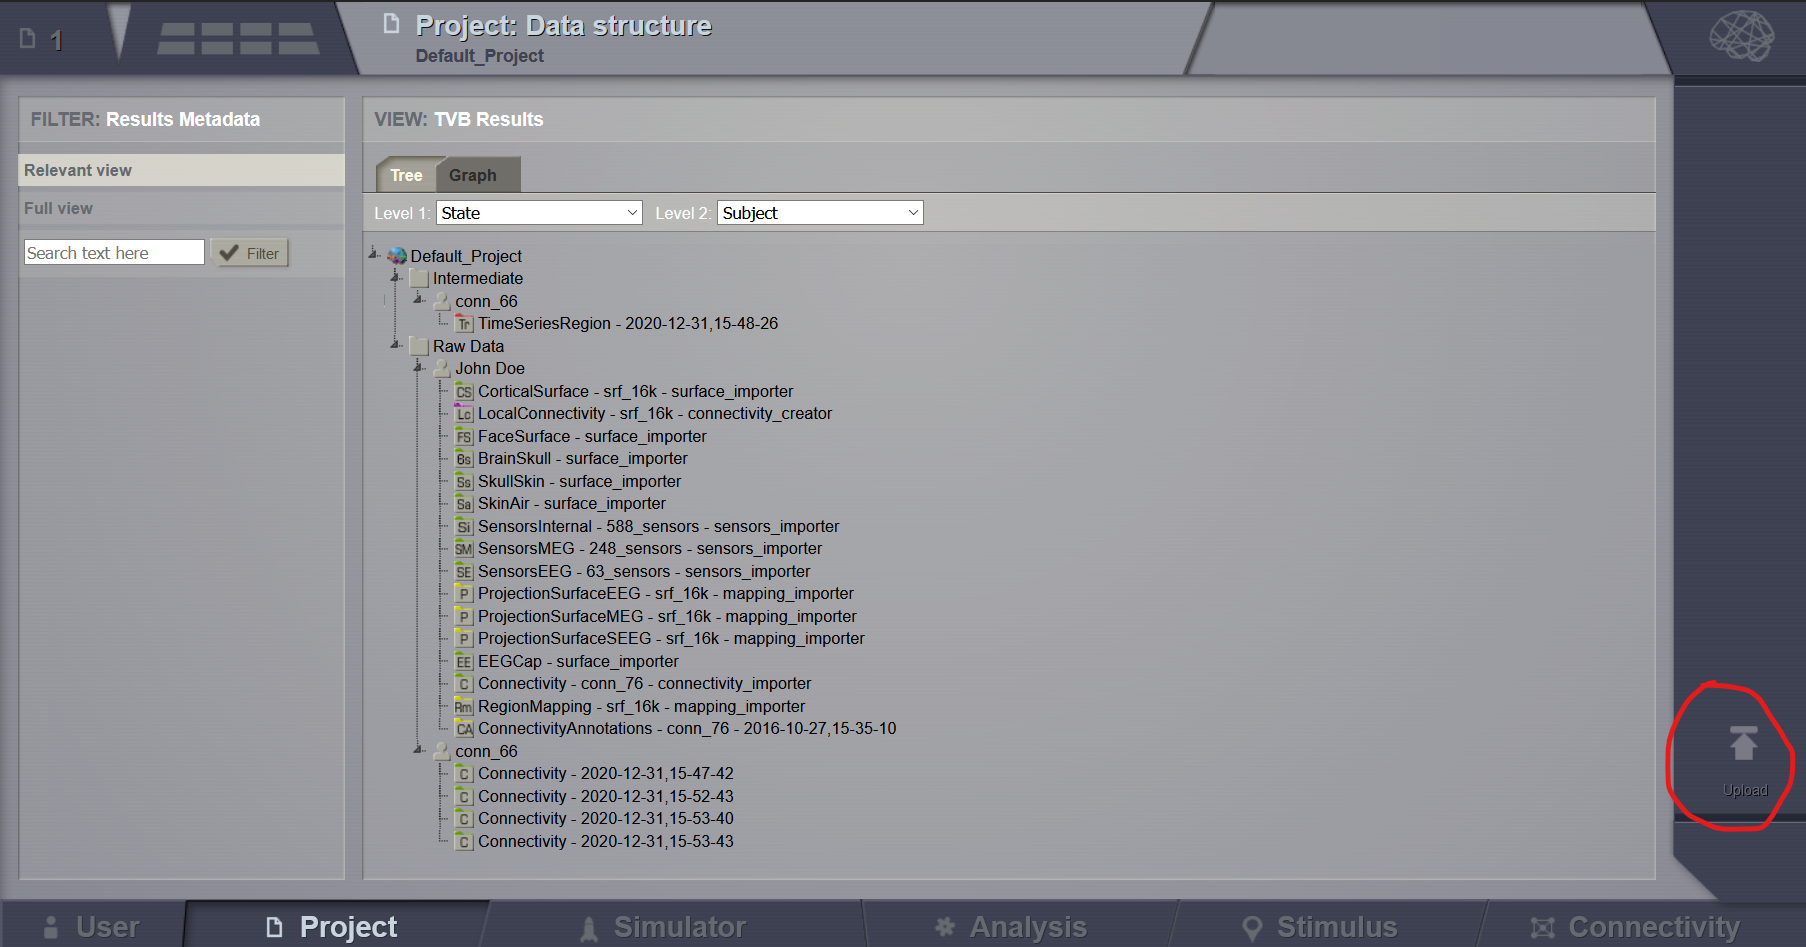 1
Project: Data structure
Default_Project
FILTER: Results Metadata
Relevant view
Full view
Search text here
Filter
VIEW: TVB Results
Tree Graph
Level 1: State Level 2: Subject
Default_Project
Intermediate
conn_66
Tr TimeSeriesRegion - 2020-12-31,15-48-26
Raw Data
John Doe
CS CorticalSurface - srf_16k - surface_importer
Lc LocalConnectivity - srf_16k - connectivity_creator
FS FaceSurface - surface_importer
Bs BrainSkull - surface_importer
Ss SkullSkin - surface_importer
Sa SkinAir - surface_importer
Si SensorsInternal - 588_sensors - sensors_importer
SM SensorsMEG - 248_sensors - sensors_importer
SE SensorsEEG - 63_sensors - sensors_importer
P ProjectionSurfaceEEG - srf_16k - mapping_importer
P ProjectionSurfaceMEG - srf_16k - mapping_importer
P ProjectionSurfaceSEEG - srf_16k - mapping_importer
EE EEGCap - surface_importer
C Connectivity - conn_76 - connectivity_importer
Rm RegionMapping - srf_16k - mapping_importer
CA ConnectivityAnnotations - conn_76 - 2016-10-27,15-35-10
conn_66
C Connectivity - 2020-12-31,15-47-42
C Connectivity - 2020-12-31,15-52-43
C Connectivity - 2020-12-31,15-53-40
C Connectivity - 2020-12-31,15-53-43
Upload
User Project Simulator Analysis Stimulus Connectivity